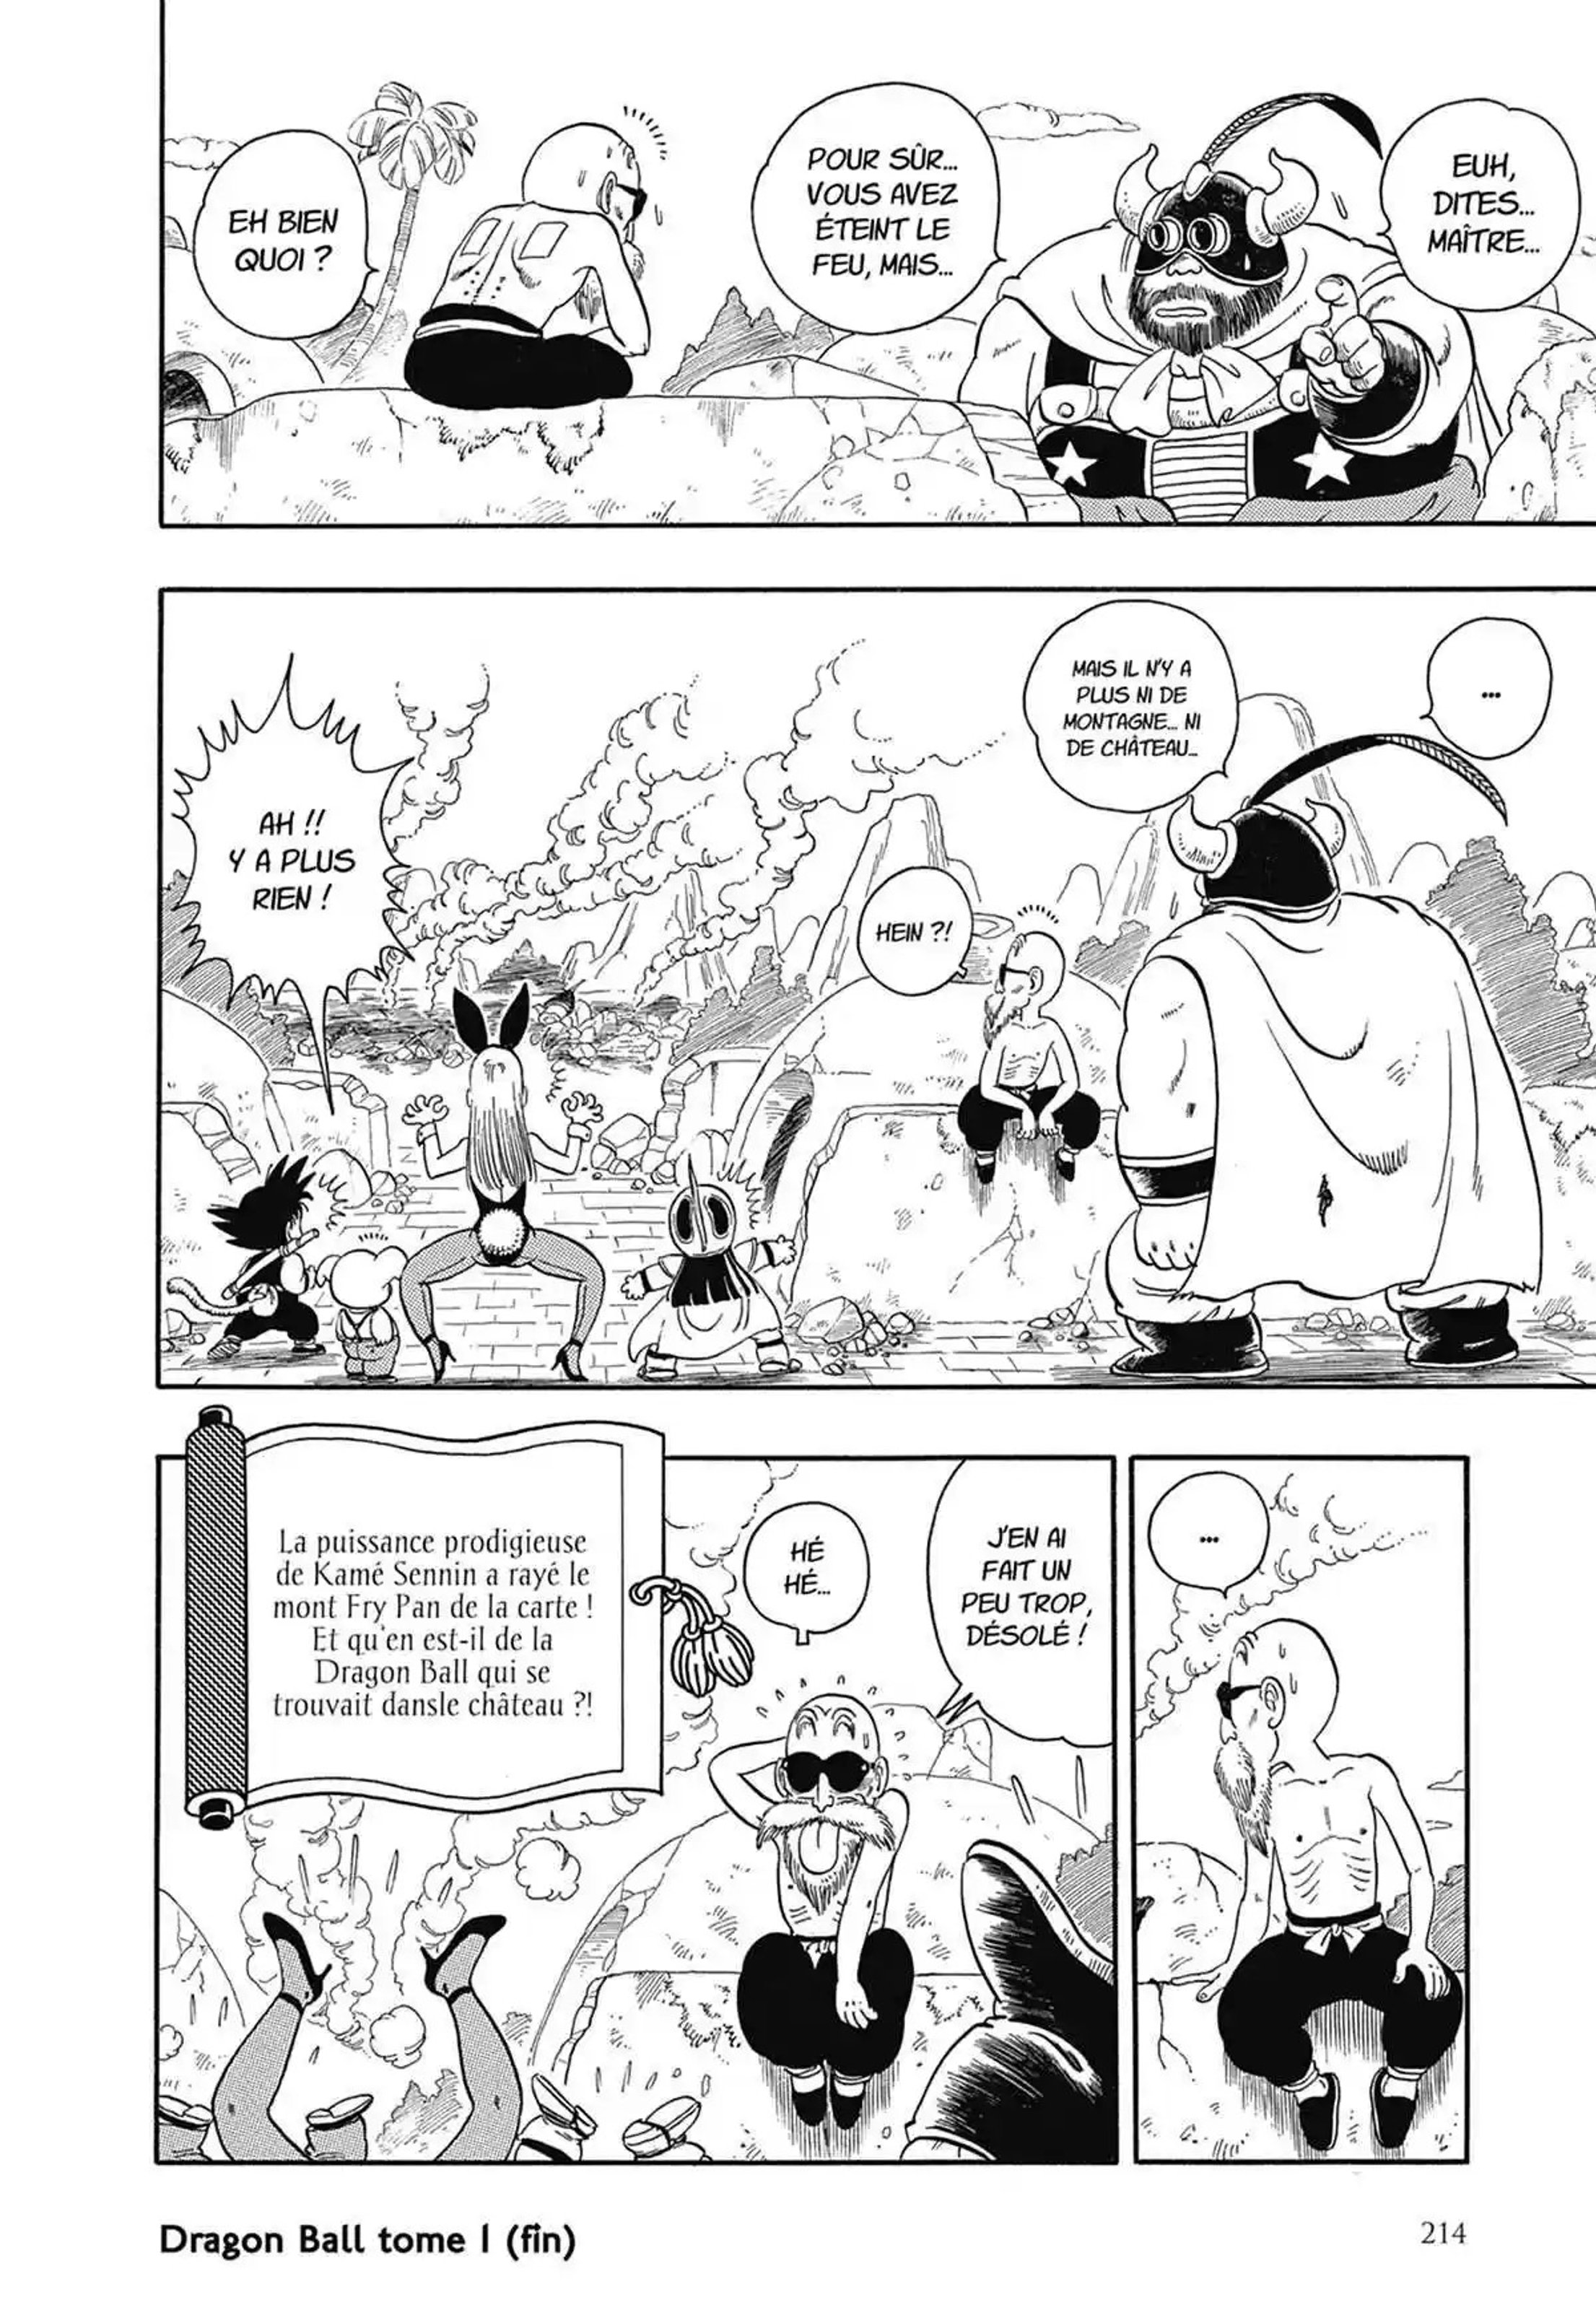 EUH,
DITES...
MAÎTRE...
POUR SÛR...
VOUS AVEZ
ÉTEINT LE
FEU, MAIS...
EH BIEN
QUOI ?
...
MAIS IL N'Y A
PLUS NI DE
MONTAGNE... NI
DE CHÂTEAU...
HEIN ?!
AH !!
Y A PLUS
RIEN !
...
J'EN AI
FAIT UN
PEU TROP,
DÉSOLÉ !
HÉ
HÉ...
La puissance prodigieuse
de Kamé Sennin a rayé le
mont Fry Pan de la carte !
Et qu'en est-il de la
Dragon Ball qui se
trouvait dansle château ?!
Dragon Ball tome 1 (fin)
214